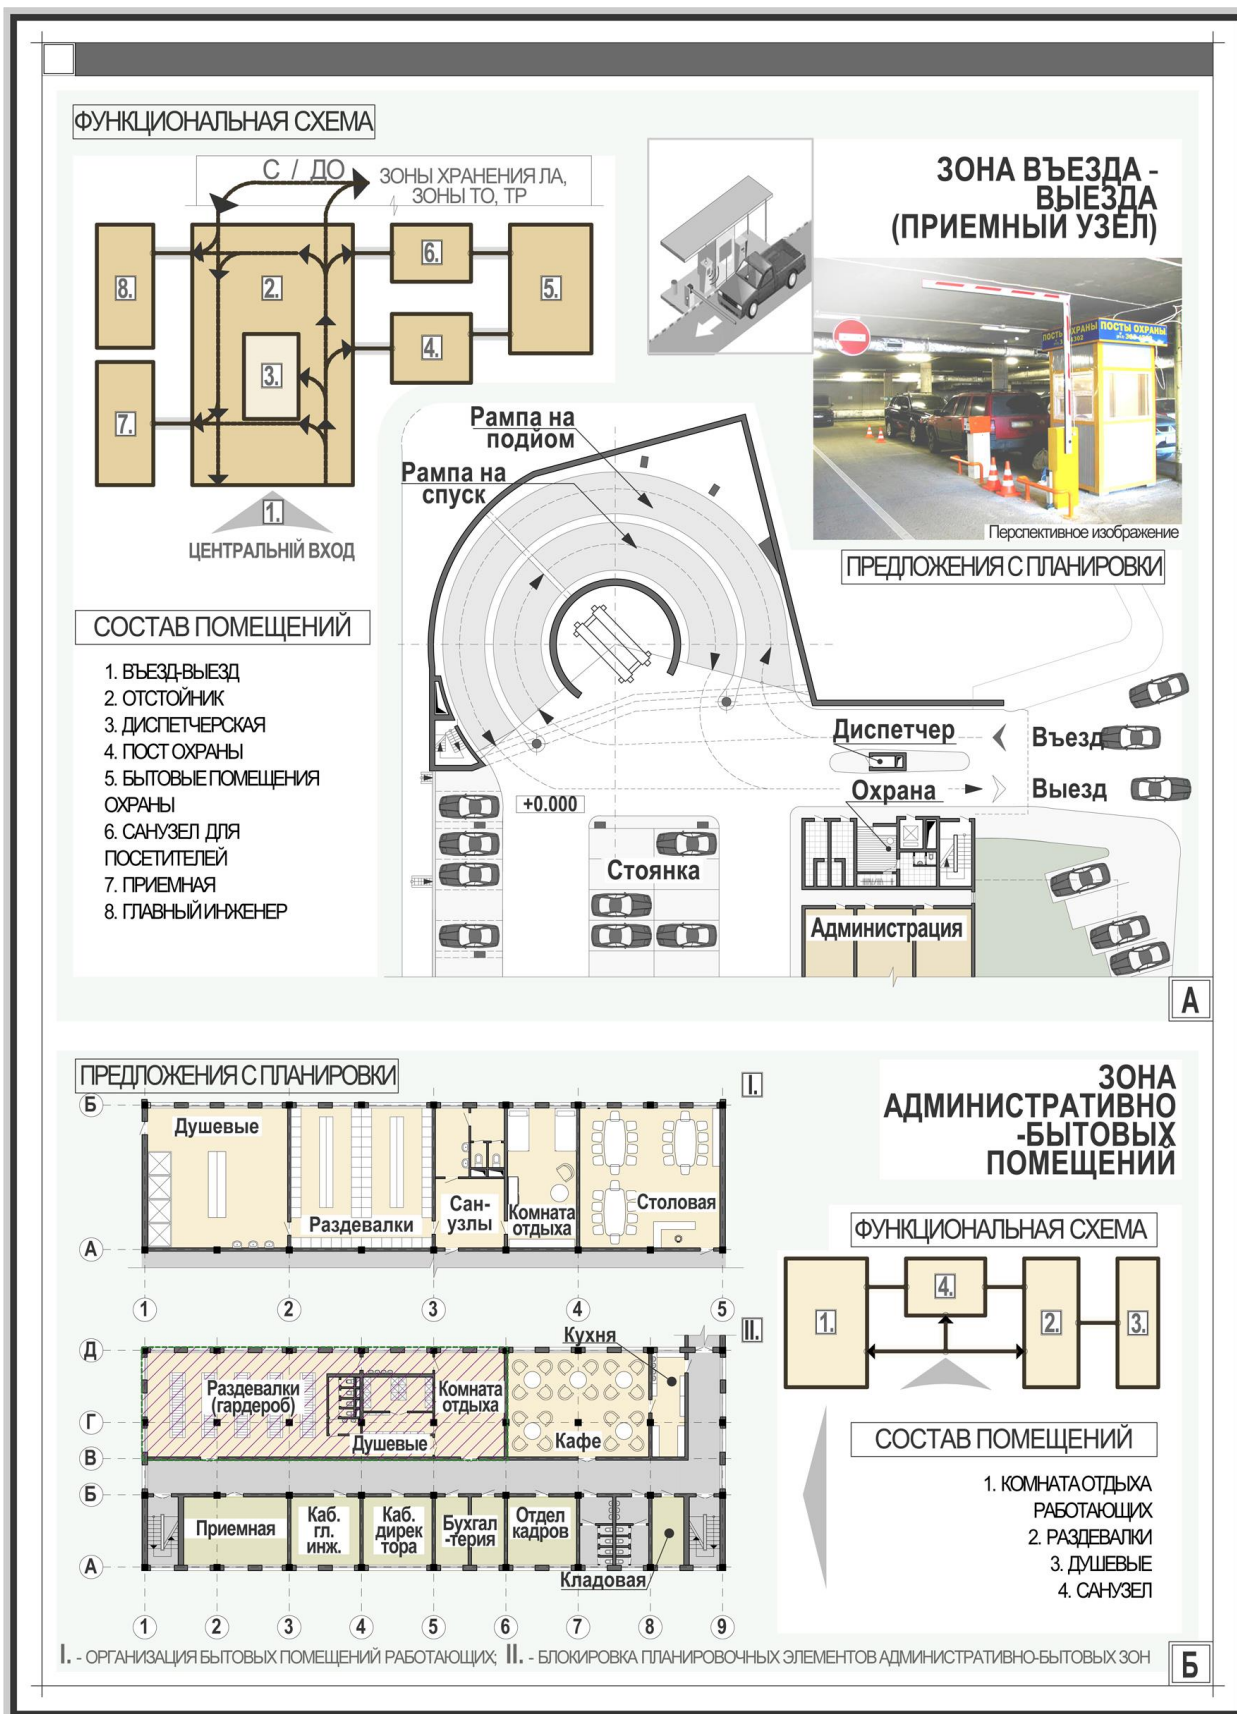 ФУНКЦИОНАЛЬНАЯ СХЕМА
С / ДО
ЗОНЫ ХРАНЕНИЯ ЛА,
ЗОНЫ ТО, ТР
8.
2.
6.
5.
4.
3.
7.
1.
ЦЕНТРАЛЬНІЙ ВХОД
ЗОНА ВЪЕЗДА -
ВЫЕЗДА
(ПРИЕМНЫЙ УЗЕЛ)
ПОСТЫ ОХРАНЫ
ПОСТЫ ОХРАНЫ
Перспективное изображение
ПРЕДЛОЖЕНИЯ С ПЛАНИРОВКИ
СОСТАВ ПОМЕЩЕНИЙ
1. ВЪЕЗД-ВЫЕЗД
2. ОТСТОЙНИК
3. ДИСПЕТЧЕРСКАЯ
4. ПОСТ ОХРАНЫ
5. БЫТОВЫЕ ПОМЕЩЕНИЯ
ОХРАНЫ
6. САНУЗЕЛ ДЛЯ
ПОСЕТИТЕЛЕЙ
7. ПРИЕМНАЯ
8. ГЛАВНЫЙ ИНЖЕНЕР
Рампа на
подйом
Рампа на
спуск
Диспетчер
Въезд
Охрана
Выезд
+0.000
Стоянка
Администрация
А
ПРЕДЛОЖЕНИЯ С ПЛАНИРОВКИ
I.
ЗОНА
АДМИНИСТРАТИВНО
-БЫТОВЫХ
ПОМЕЩЕНИЙ
Б
Душевые
Раздевалки
Сан-
узлы
Комната
отдыха
Столовая
А
1
2
3
4
5
ФУНКЦИОНАЛЬНАЯ СХЕМА
1.
4.
2.
3.
II.
Кухня
Д
Раздевалки
(гардероб)
Комната
отдыха
Г
Душевые
Кафе
В
Б
Приемная
Каб.
гл.
инж.
Каб.
дирек
тора
Бухгал
-терия
Отдел
кадров
А
Кладовая
1
2
3
4
5
6
7
8
9
СОСТАВ ПОМЕЩЕНИЙ
1. КОМНАТА ОТДЫХА
РАБОТАЮЩИХ
2. РАЗДЕВАЛКИ
3. ДУШЕВЫЕ
4. САНУЗЕЛ
I. - ОРГАНИЗАЦИЯ БЫТОВЫХ ПОМЕЩЕНИЙ РАБОТАЮЩИХ; II. - БЛОКИРОВКА ПЛАНИРОВОЧНЫХ ЭЛЕМЕНТОВ АДМИНИСТРАТИВНО-БЫТОВЫХ ЗОН
Б